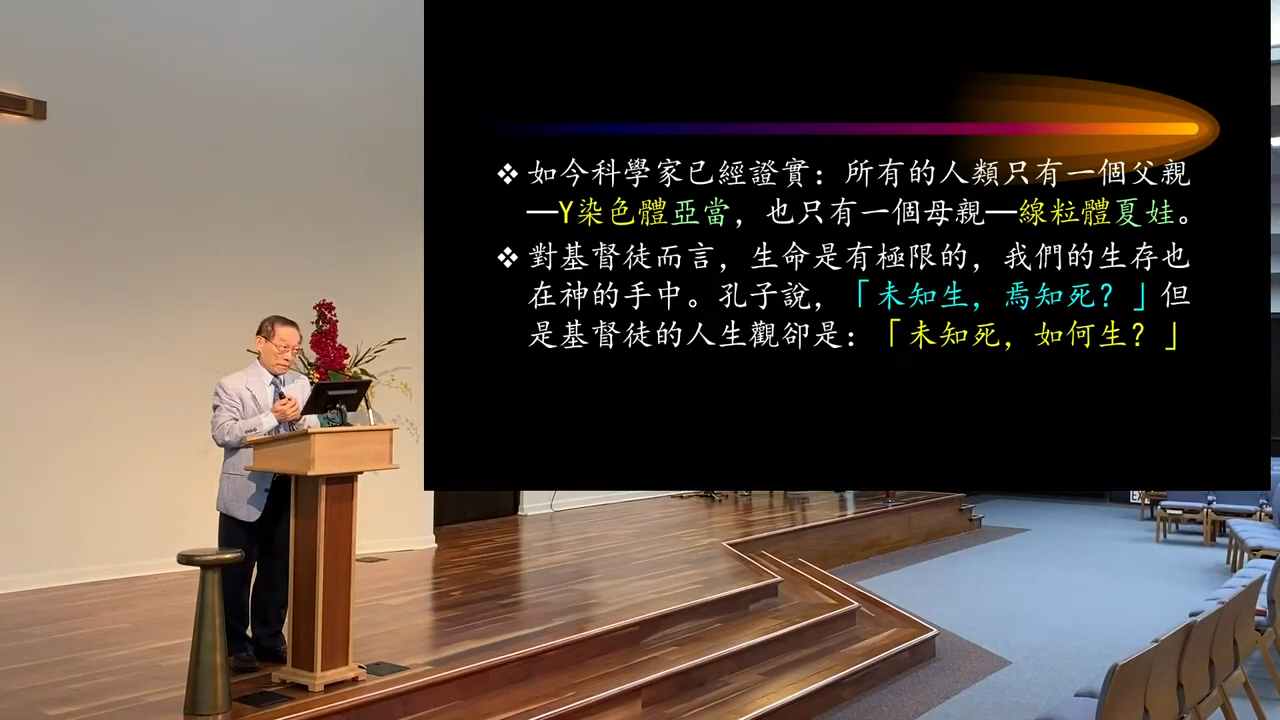 ❖ 如今科學家已經證實：所有的人類只有一個父親
—Y染色體亞當，也只有一個母親—線粒體夏娃。
❖ 對基督徒而言，生命是有極限的，我們的生存也
在神的手中。孔子說，「未知生，焉知死？」但
是基督徒的人生觀卻是：「未知死，如何生？」